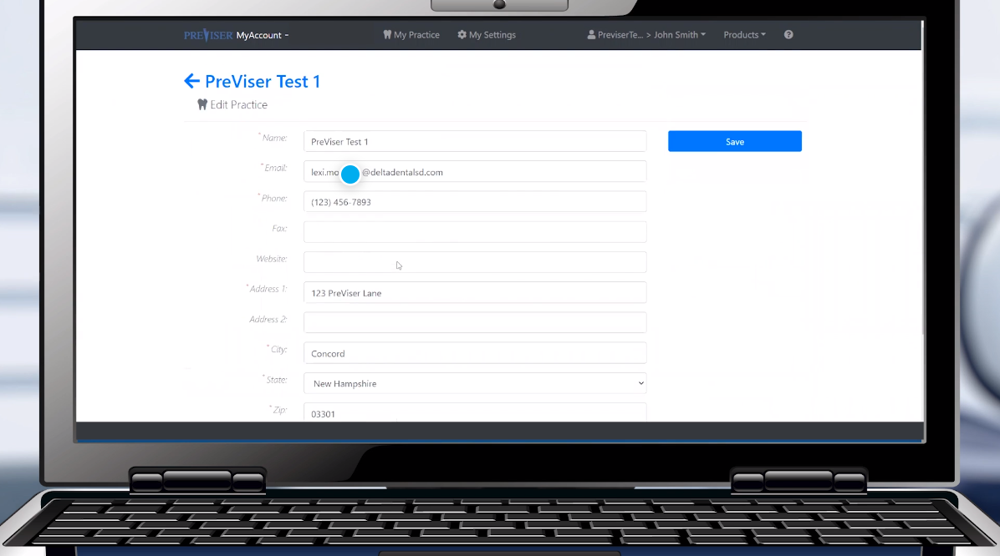 PREVISER MyAccount
My Practice
My Settings
PreviserTe... > John Smith
Products
?
PreViser Test 1
Edit Practice
* Name: PreViser Test 1
Save
* Email: lexi.mo @deltadentalsd.com
* Phone: (123) 456-7893
Fax:
Website:
* Address 1: 123 PreViser Lane
Address 2:
* City: Concord
* State: New Hampshire
* Zip: 03301